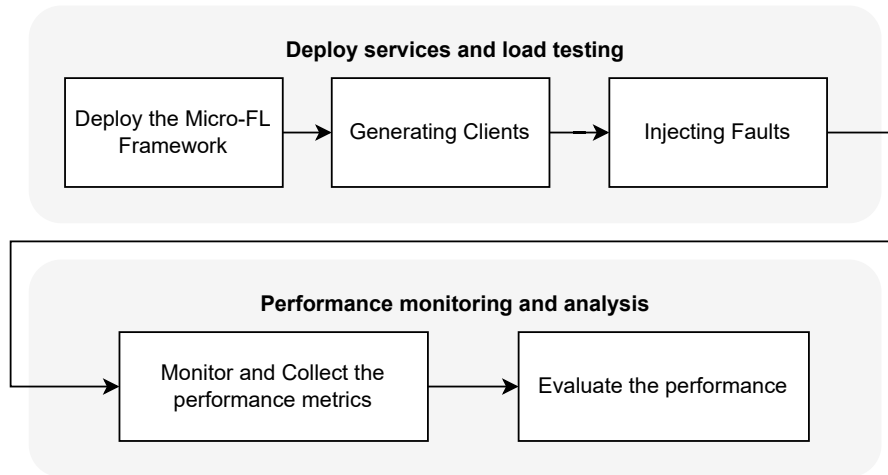 Deploy services and load testing
Deploy the Micro-FL
Framework
Generating Clients
Injecting Faults
Performance monitoring and analysis
Monitor and Collect the
performance metrics
Evaluate the performance